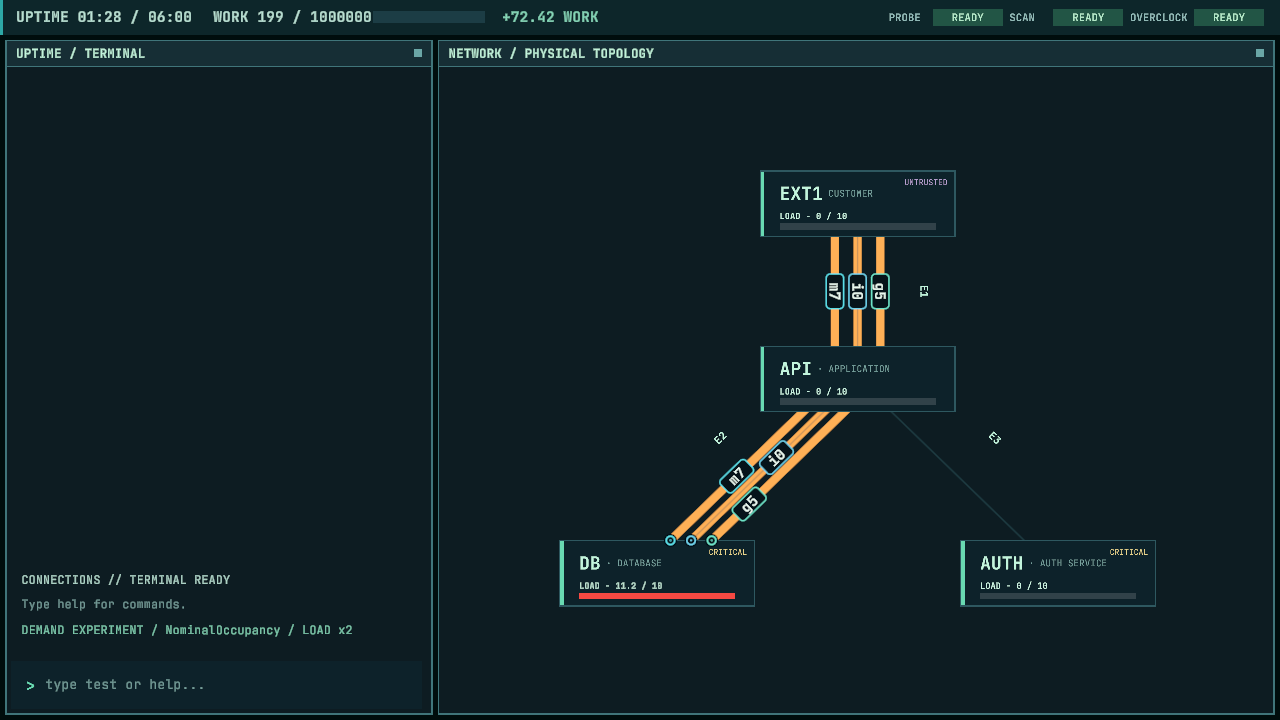 UPTIME 01:28 / 06:00 WORK 199 / 1000000 +72.42 WORK PROBE READY SCAN READY OVERCLOCK READY
UPTIME / TERMINAL
NETWORK / PHYSICAL TOPOLOGY
UNTRUSTED
EXT1 CUSTOMER
LOAD - 0 / 10
m7 i0 g5 E1
API · APPLICATION
LOAD - 0 / 10
E2 E3
m7 i0 g5
CRITICAL
DB · DATABASE
LOAD - 11.2 / 10
CRITICAL
AUTH · AUTH SERVICE
LOAD - 0 / 10
CONNECTIONS // TERMINAL READY
Type help for commands.
DEMAND EXPERIMENT / NominalOccupancy / LOAD x2
> type test or help...